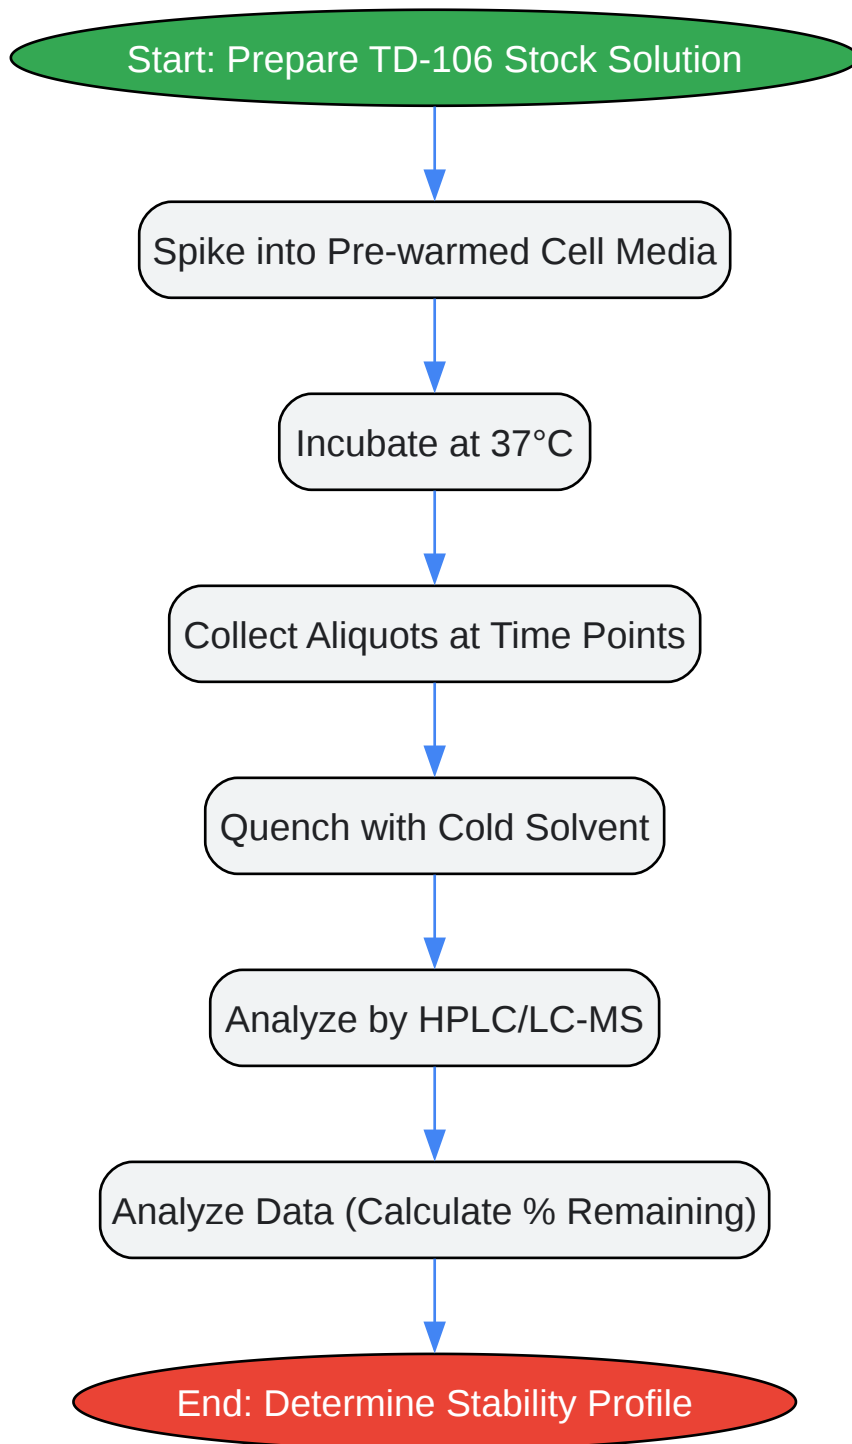 Start: Prepare TD-106 Stock Solution
Spike into Pre-warmed Cell Media
Incubate at 37°C
Collect Aliquots at Time Points
Quench with Cold Solvent
Analyze by HPLC/LC-MS
Analyze Data (Calculate % Remaining)
End: Determine Stability Profile